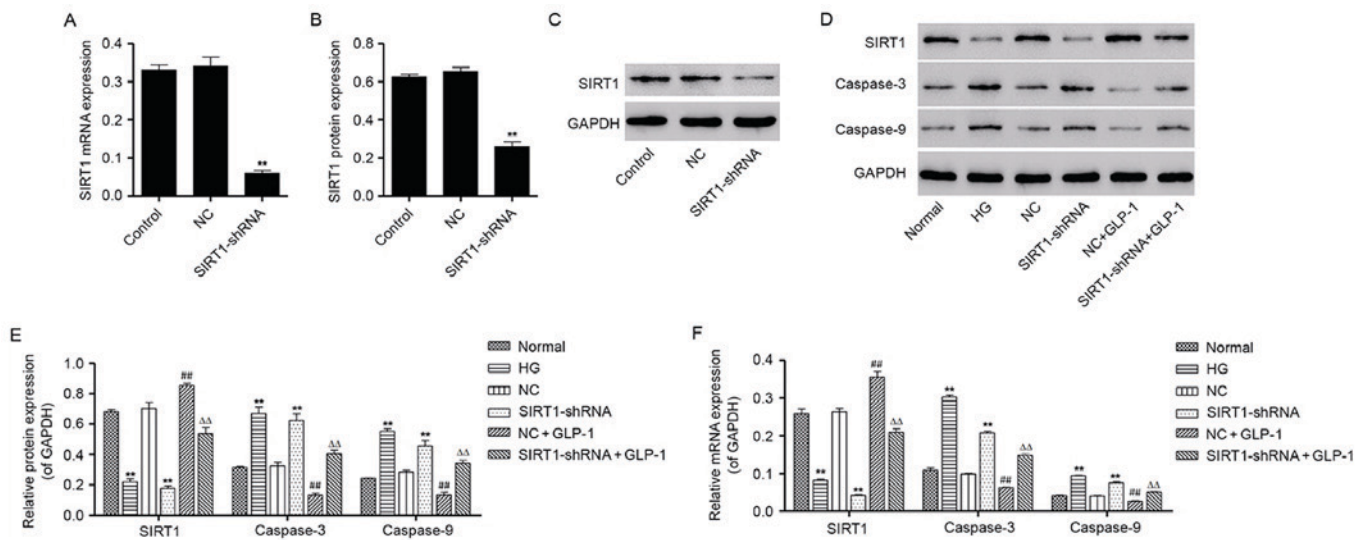 A
SIRT1 mRNA expression
0.4
0.3
0.2
0.1
0.0
**
Control
NC
SIRT1-shRNA
B
SIRT1 protein expression
0.8
0.6
0.4
0.2
0.0
**
Control
NC
SIRT1-shRNA
C
SIRT1
GAPDH
Control
NC
SIRT1-shRNA
D
SIRT1
Caspase-3
Caspase-9
GAPDH
Normal
HG
NC
SIRT1-shRNA
NC+GLP-1
SIRT1-shRNA+GLP-1
E
Relative protein expression
(of GAPDH)
1.0
0.8
0.6
0.4
0.2
0.0
** ** ## ΔΔ
** ** ## ΔΔ
** ** ## ΔΔ
SIRT1 Caspase-3 Caspase-9
Normal
HG
NC
SIRT1-shRNA
NC + GLP-1
SIRT1-shRNA + GLP-1
F
Relative mRNA expression
(of GAPDH)
0.4
0.3
0.2
0.1
0.0
** ** ## ΔΔ
** ** ## ΔΔ
** ** ## ΔΔ
SIRT1 Caspase-3 Caspase-9
Normal
HG
NC
SIRT1-shRNA
NC + GLP-1
SIRT1-shRNA + GLP-1